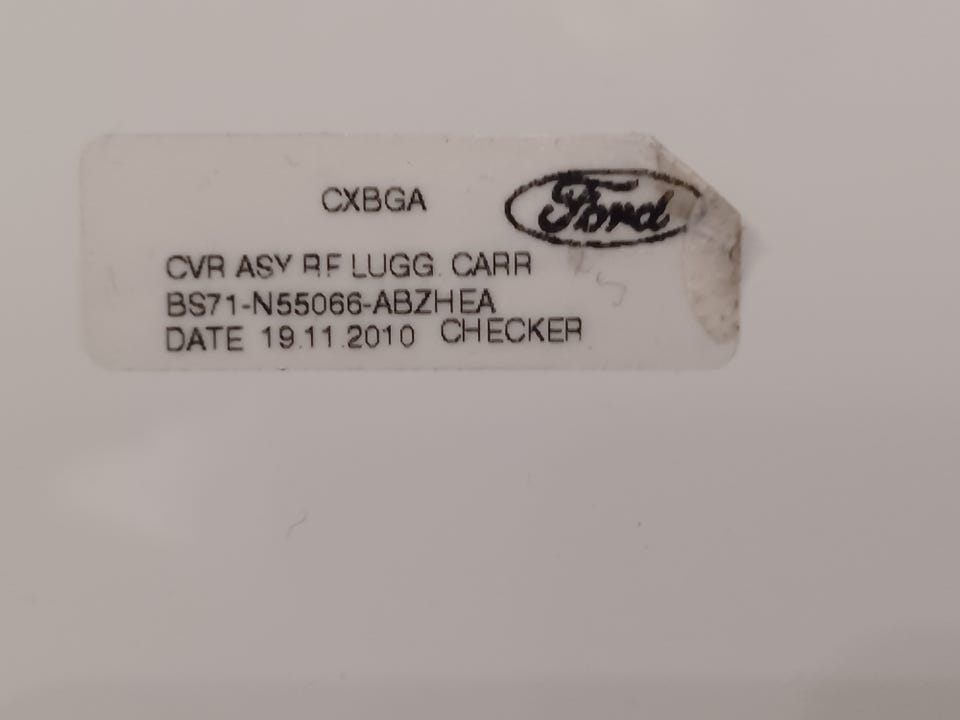 CXBGA
Ford
CVR ASY RF LUGG. CARR
BS71-N55066-ABZHEA
DATE 19.11.2010 CHECKER